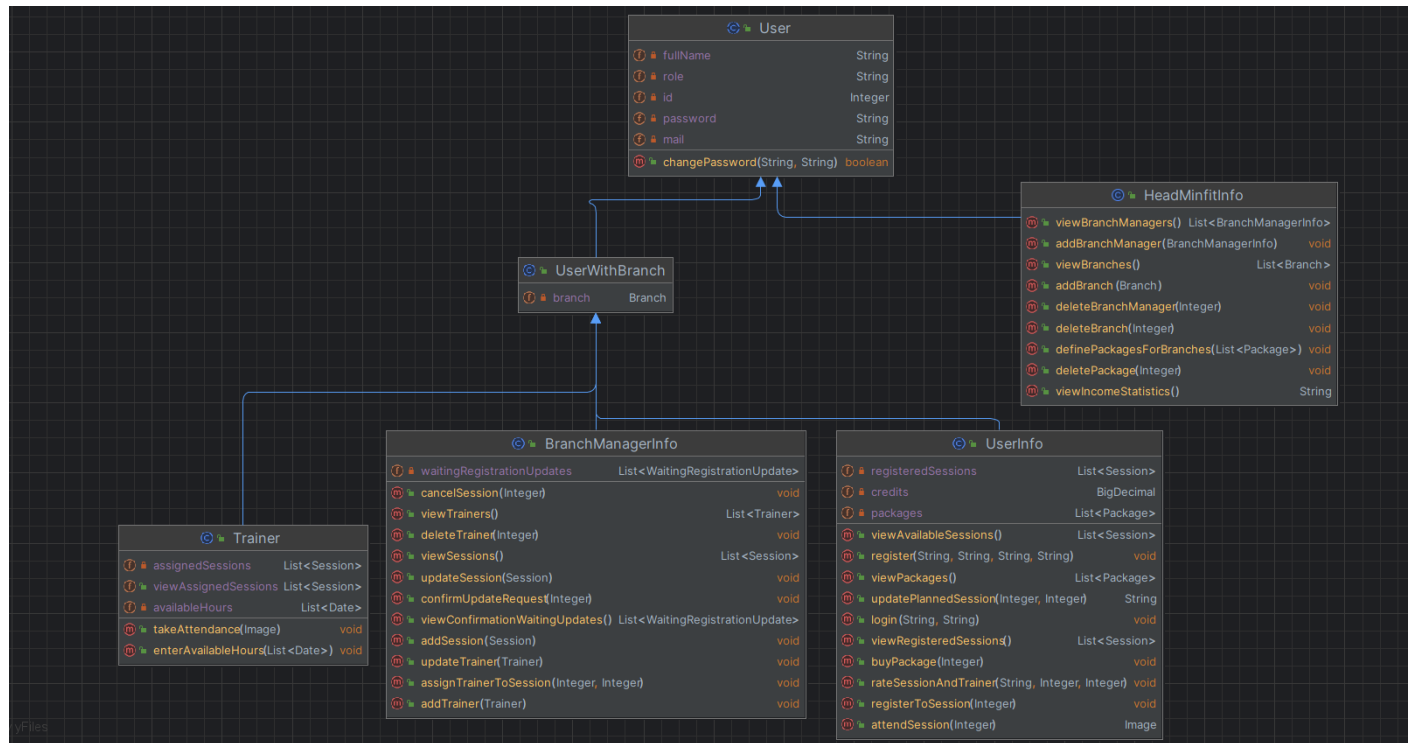 User
fullName String
role String
id Integer
password String
mail String
changePassword(String, String) boolean
HeadMinfitInfo
viewBranchManagers() List<BranchManagerInfo>
addBranchManager(BranchManagerInfo) void
viewBranches() List<Branch>
addBranch(Branch) void
deleteBranchManager(Integer) void
deleteBranch(Integer) void
definePackagesForBranches(List<Package>) void
deletePackage(Integer) void
viewIncomeStatistics() String
UserWithBranch
branch Branch
BranchManagerInfo
waitingRegistrationUpdates List<WaitingRegistrationUpdate>
cancelSession(Integer) void
viewTrainers() List<Trainer>
deleteTrainer(Integer) void
viewSessions() List<Session>
updateSession(Session) void
confirmUpdateRequest(Integer) void
viewConfirmationWaitingUpdates() List<WaitingRegistrationUpdate>
addSession(Session) void
updateTrainer(Trainer) void
assignTrainerToSession(Integer, Integer) void
addTrainer(Trainer) void
UserInfo
registeredSessions List<Session>
credits BigDecimal
packages List<Package>
viewAvailableSessions() List<Session>
register(String, String, String, String) void
viewPackages() List<Package>
updatePlannedSession(Integer, Integer) String
login(String, String) void
viewRegisteredSessions() List<Session>
buyPackage(Integer) void
rateSessionAndTrainer(String, Integer, Integer) void
registerToSession(Integer) void
attendSession(Integer) Image
Trainer
assignedSessions List<Session>
viewAssignedSessions List<Session>
availableHours List<Date>
takeAttendance(Image) void
enterAvailableHours(List<Date>) void
yFiles